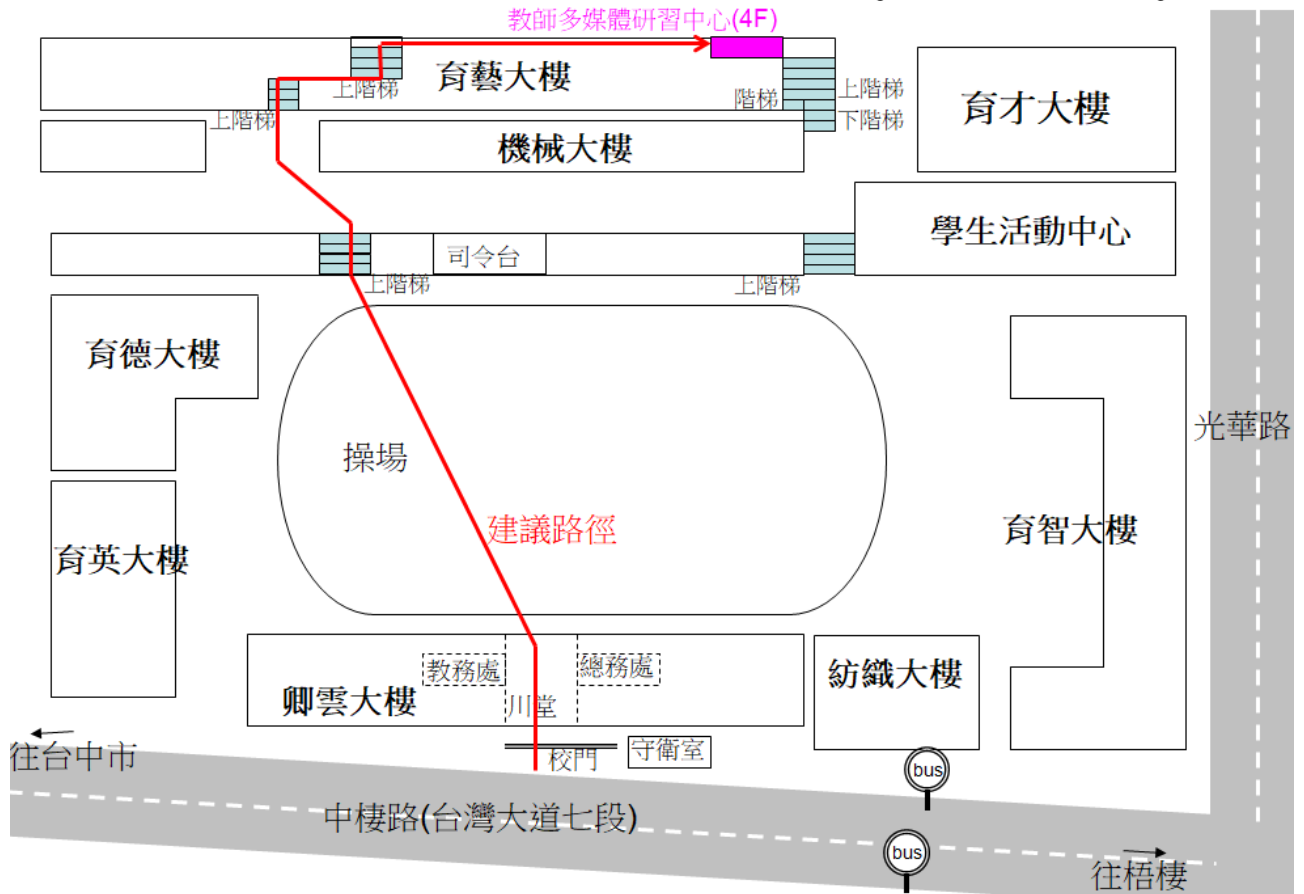 教師多媒體研習中心(4F)
育藝大樓
上階梯
上階梯
階梯
上階梯
下階梯
育才大樓
機械大樓
學生活動中心
司令台
上階梯
上階梯
育德大樓
操場
光華路
建議路徑
育英大樓
育智大樓
教務處
總務處
卿雲大樓
川堂
紡織大樓
往台中市
校門
守衛室
bus
中棲路(台灣大道七段)
bus
往梧棲